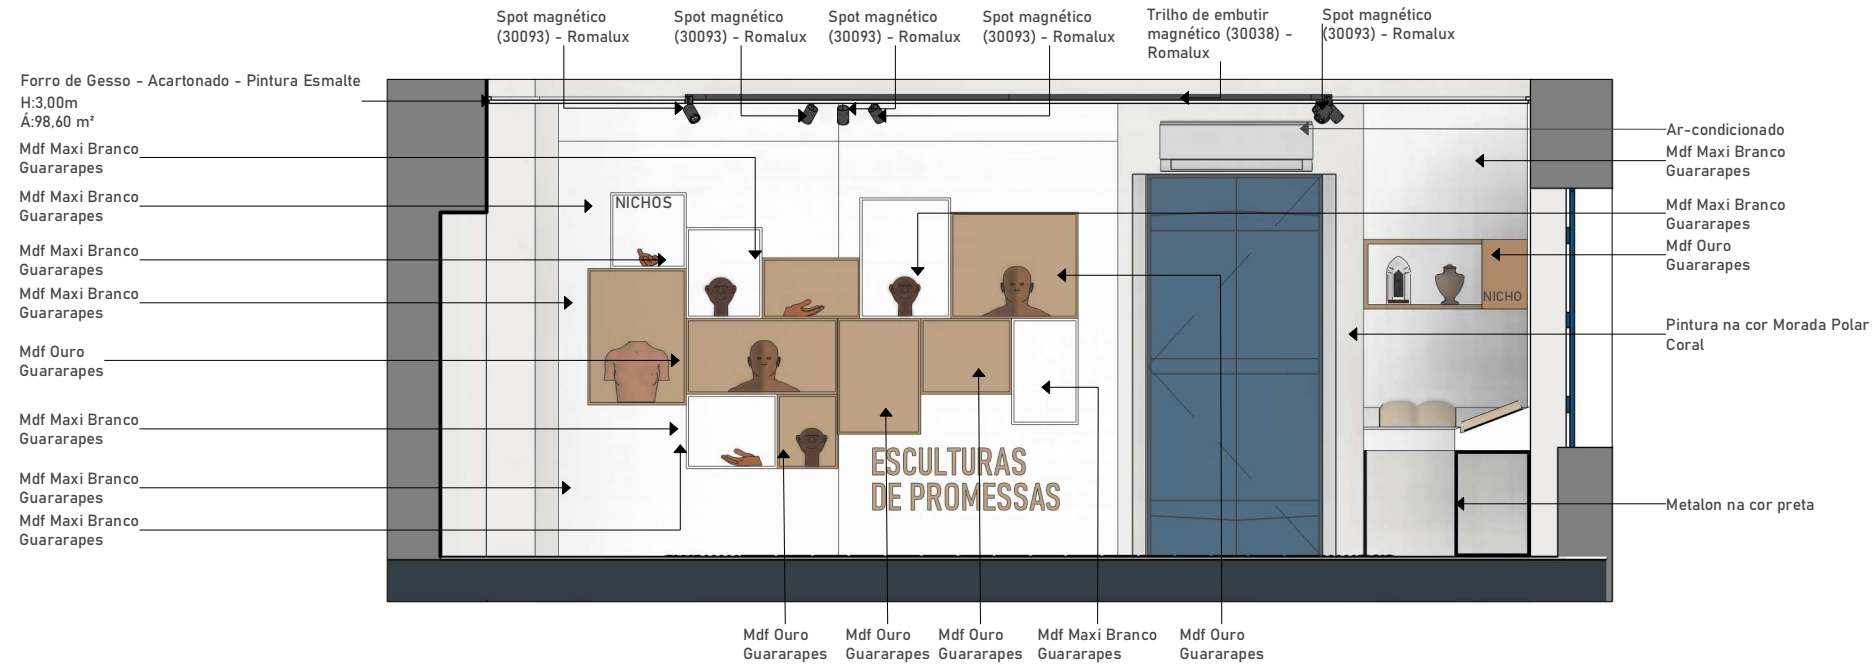 Spot magnético
(30093) - Romalux
Spot magnético
(30093) - Romalux
Spot magnético
(30093) - Romalux
Spot magnético
(30093) - Romalux
Trilho de embutir
magnético (30038) -
Romalux
Spot magnético
(30093) - Romalux
Forro de Gesso - Acartonado - Pintura Esmalte
H:3,00m
Á:98,60 m²
Mdf Maxi Branco
Guararapes
Mdf Maxi Branco
Guararapes
Mdf Maxi Branco
Guararapes
Mdf Maxi Branco
Guararapes
Mdf Ouro
Guararapes
Mdf Maxi Branco
Guararapes
Mdf Maxi Branco
Guararapes
Mdf Maxi Branco
Guararapes
NICHOS
ESCULTURAS
DE PROMESSAS
NICHO
Ar-condicionado
Mdf Maxi Branco
Guararapes
Mdf Maxi Branco
Guararapes
Mdf Ouro
Guararapes
Pintura na cor Morada Polar
Coral
Metalon na cor preta
Mdf Ouro
Guararapes
Mdf Ouro
Guararapes
Mdf Ouro
Guararapes
Mdf Maxi Branco
Guararapes
Mdf Ouro
Guararapes